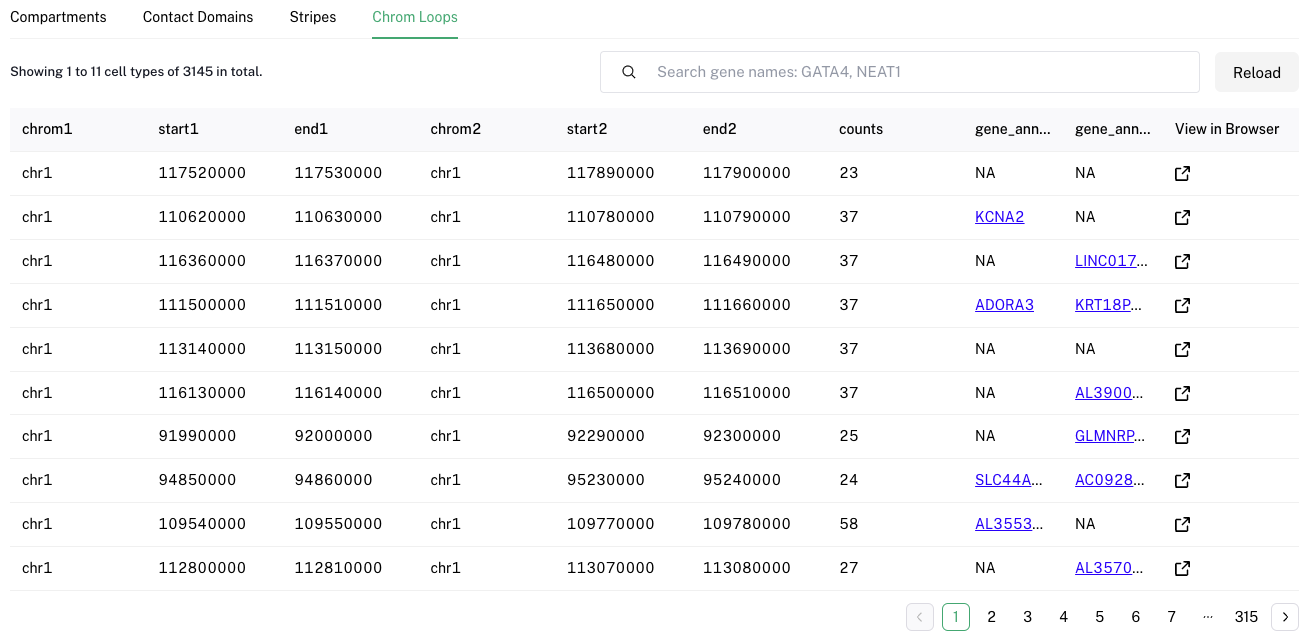 Compartments Contact Domains Stripes Chrom Loops
Showing 1 to 11 cell types of 3145 in total. Search gene names: GATA4, NEAT1 Reload
chrom1 start1 end1 chrom2 start2 end2 counts gene_ann... gene_ann... View in Browser
chr1 117520000 117530000 chr1 117890000 117900000 23 NA NA
chr1 110620000 110630000 chr1 110780000 110790000 37 KCNA2 NA
chr1 116360000 116370000 chr1 116480000 116490000 37 NA LINC017...
chr1 111500000 111510000 chr1 111650000 111660000 37 ADORA3 KRT18P...
chr1 113140000 113150000 chr1 113680000 113690000 37 NA NA
chr1 116130000 116140000 chr1 116500000 116510000 37 NA AL3900...
chr1 91990000 92000000 chr1 92290000 92300000 25 NA GLMNRP...
chr1 94850000 94860000 chr1 95230000 95240000 24 SLC44A... AC0928...
chr1 109540000 109550000 chr1 109770000 109780000 58 AL3553... NA
chr1 112800000 112810000 chr1 113070000 113080000 27 NA AL3570...
< 1 2 3 4 5 6 7 ··· 315 >